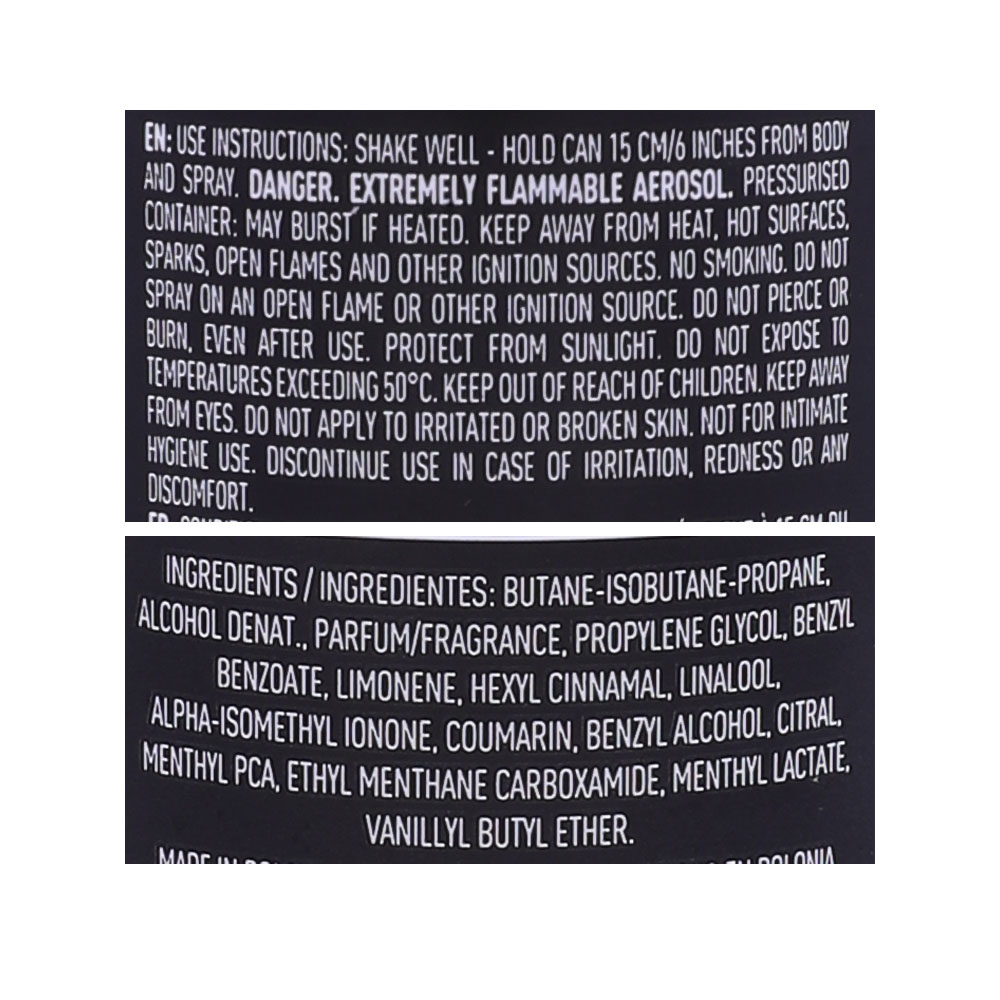 EN: USE INSTRUCTIONS: SHAKE WELL - HOLD CAN 15 CM/6 INCHES FROM BODY
AND SPRAY. DANGER. EXTREMELY FLAMMABLE AEROSOL. PRESSURISED
CONTAINER: MAY BURST IF HEATED. KEEP AWAY FROM HEAT, HOT SURFACES,
SPARKS, OPEN FLAMES AND OTHER IGNITION SOURCES. NO SMOKING. DO NOT
SPRAY ON AN OPEN FLAME OR OTHER IGNITION SOURCE. DO NOT PIERCE OR
BURN, EVEN AFTER USE. PROTECT FROM SUNLIGHT. DO NOT EXPOSE TO
TEMPERATURES EXCEEDING 50°C. KEEP OUT OF REACH OF CHILDREN. KEEP AWAY
FROM EYES. DO NOT APPLY TO IRRITATED OR BROKEN SKIN. NOT FOR INTIMATE
HYGIENE USE. DISCONTINUE USE IN CASE OF IRRITATION, REDNESS OR ANY
DISCOMFORT.
INGREDIENTS / INGREDIENTES: BUTANE-ISOBUTANE-PROPANE,
ALCOHOL DENAT., PARFUM/FRAGRANCE, PROPYLENE GLYCOL, BENZYL
BENZOATE, LIMONENE, HEXYL CINNAMAL, LINALOOL,
ALPHA-ISOMETHYL IONONE, COUMARIN, BENZYL ALCOHOL, CITRAL,
MENTHYL PCA, ETHYL MENTHANE CARBOXAMIDE, MENTHYL LACTATE,
VANILLYL BUTYL ETHER.
MADE IN
EN POLONIA